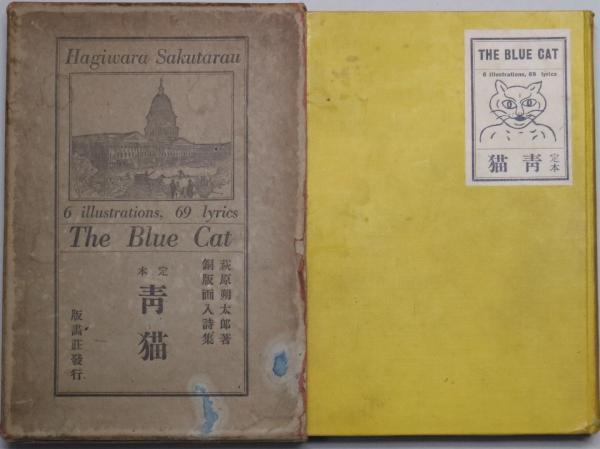 Hagiwara Sakutarau
6 illustrations, 69 lyrics
The Blue Cat
萩原朔太郎著
銅版画入詩集
定本
靑猫
版畫莊發行
THE BLUE CAT
6 illustrations, 69 lyrics
定本
靑猫